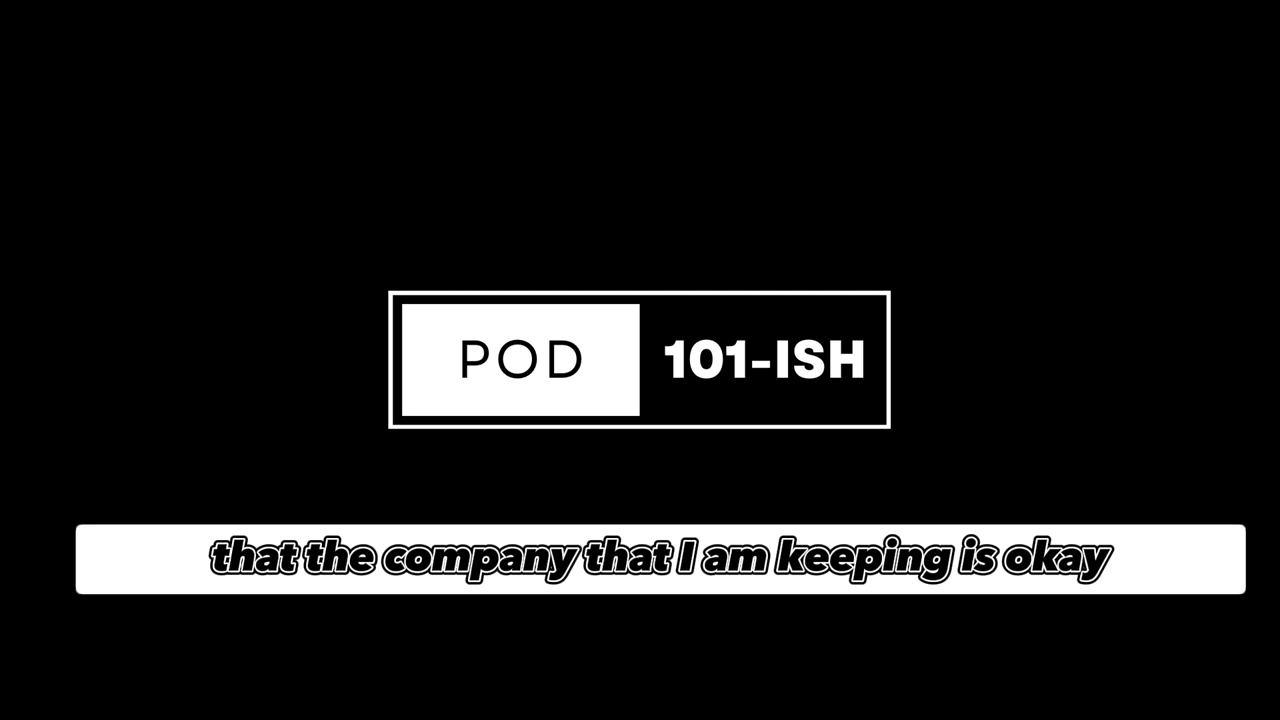 POD 101-ISH
that the company that I am keeping is okay